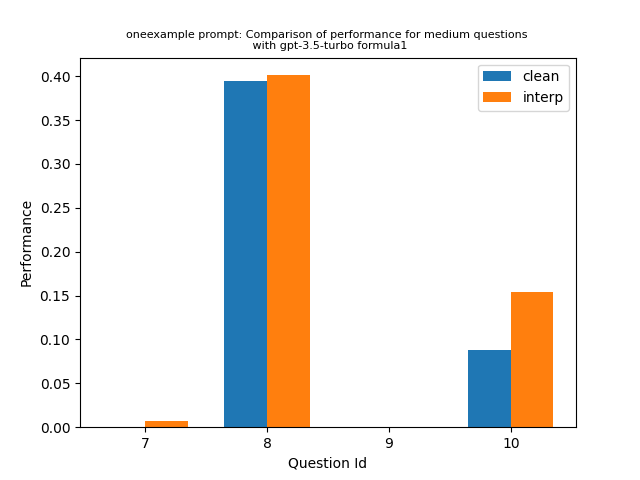 oneexample prompt: Comparison of performance for medium questions
with gpt-3.5-turbo formula1
clean
interp
0.40
0.35
0.30
0.25
0.20
0.15
0.10
0.05
0.00
Performance
7 8 9 10
Question Id